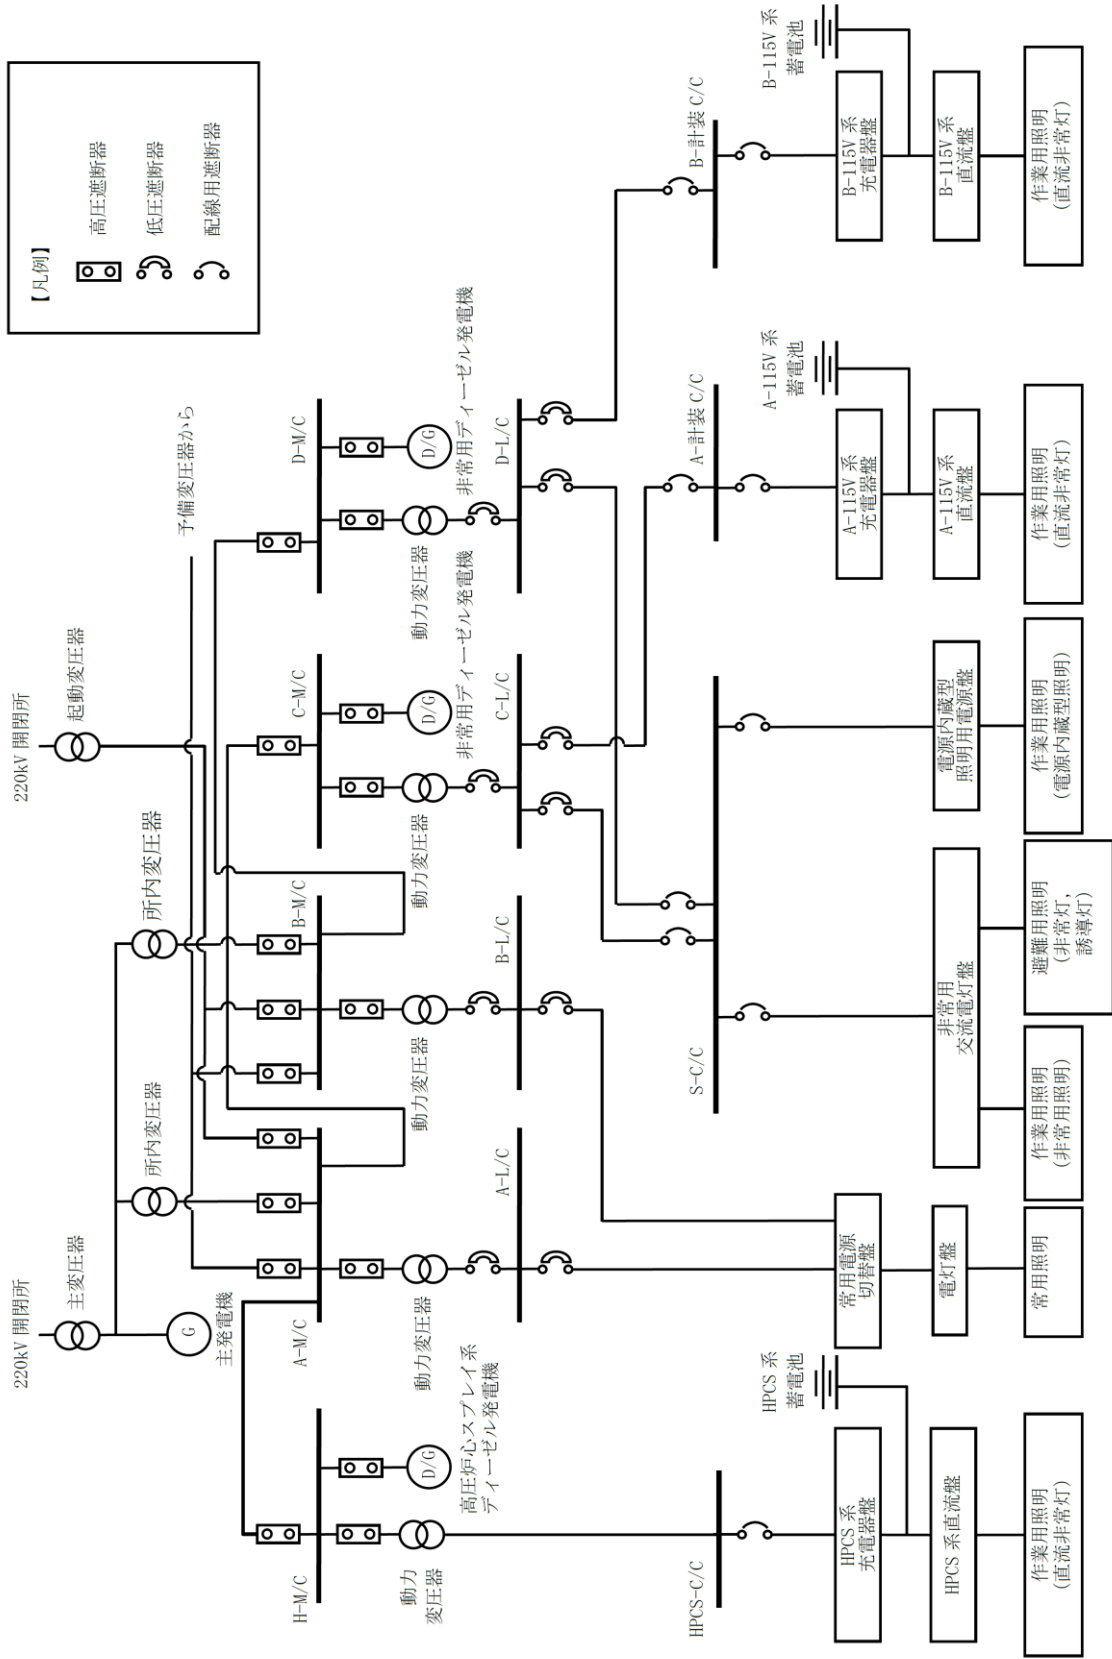 【凡例】
高圧遮断器
低圧遮断器
配線用遮断器
220kV 開閉所
主変圧器
G
主発電機
所内変圧器
所内変圧器
220kV 開閉所
起動変圧器
予備変圧器から
H-M/C
A-M/C
B-M/C
C-M/C
D-M/C
動力
変圧器
D/G
高圧炉心スプレイ系
ディーゼル発電機
動力変圧器
動力変圧器
動力変圧器
D/G
非常用ディーゼル発電機
動力変圧器
D/G
非常用ディーゼル発電機
A-L/C
B-L/C
C-L/C
D-L/C
HPCS-C/C
S-C/C
A-計装 C/C
B-計装 C/C
HPCS 系
充電器盤
HPCS 系
蓄電池
HPCS 系直流盤
作業用照明
(直流非常灯)
常用電源
切替盤
電灯盤
常用照明
非常用
交流電灯盤
作業用照明
(非常用照明)
避難用照明
(非常灯,
誘導灯)
電源内蔵型
照明用電源盤
作業用照明
(電源内蔵型照明)
A-115V 系
充電器盤
A-115V 系
蓄電池
A-115V 系
直流盤
作業用照明
(直流非常灯)
B-115V 系
充電器盤
B-115V 系
蓄電池
B-115V 系
直流盤
作業用照明
(直流非常灯)